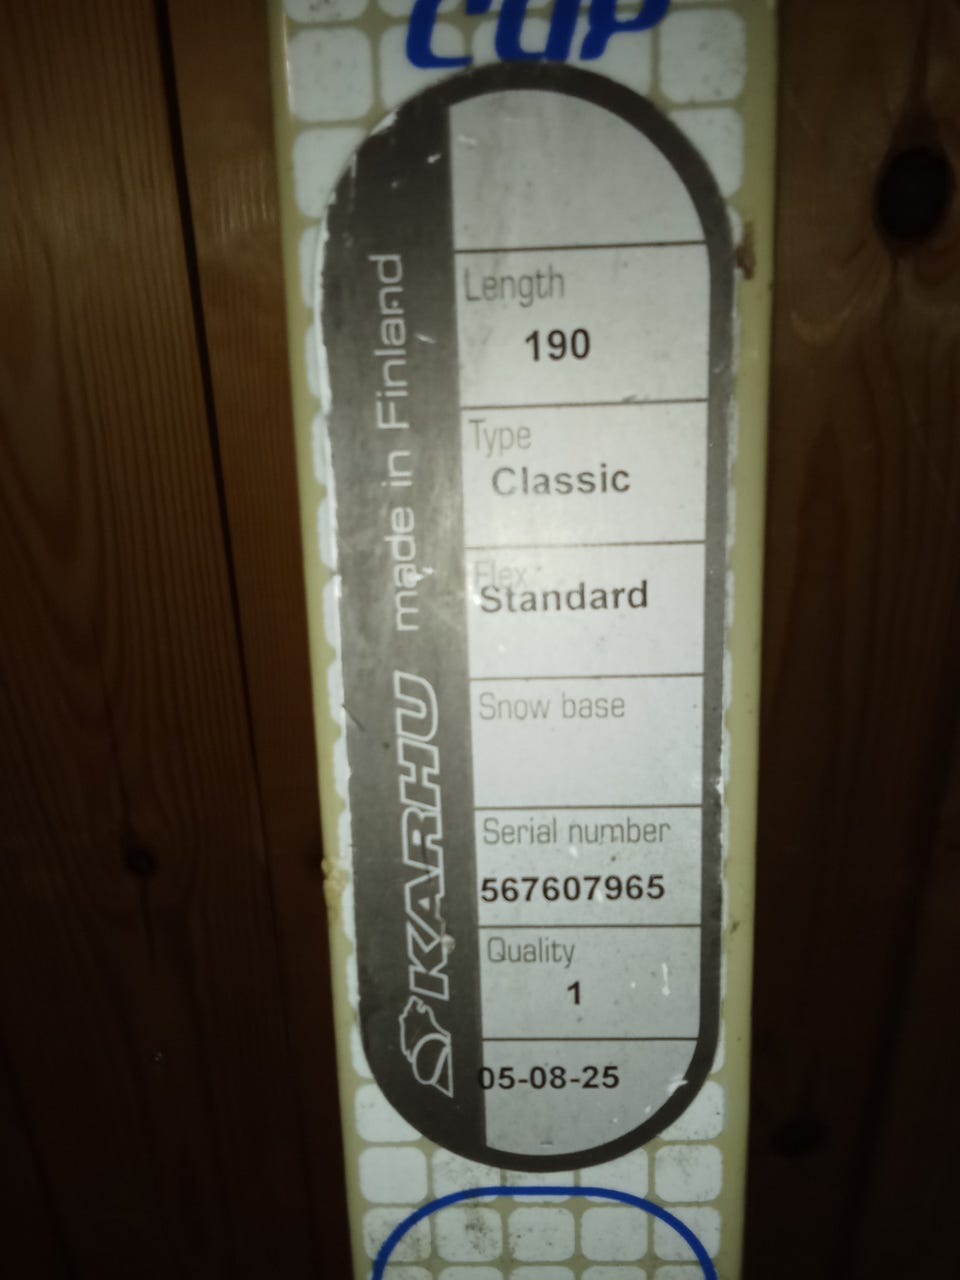 CUP
Length
190
Type
Classic
Flex
Standard
Snow base
Serial number
567607965
Quality
1
05-08-25
KARHU made in Finland